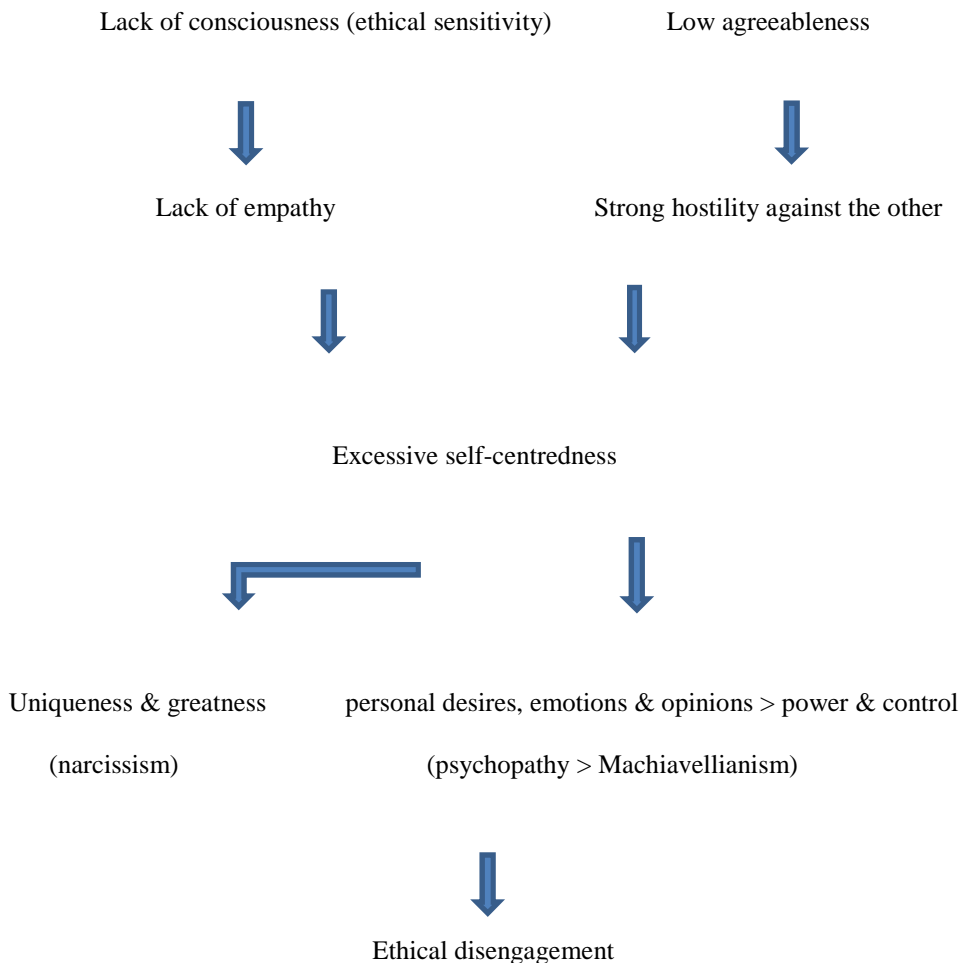 Lack of consciousness (ethical sensitivity) Low agreeableness
Lack of empathy Strong hostility against the other
Excessive self-centredness
Uniqueness & greatness personal desires, emotions & opinions > power & control
(narcissism) (psychopathy > Machiavellianism)
Ethical disengagement